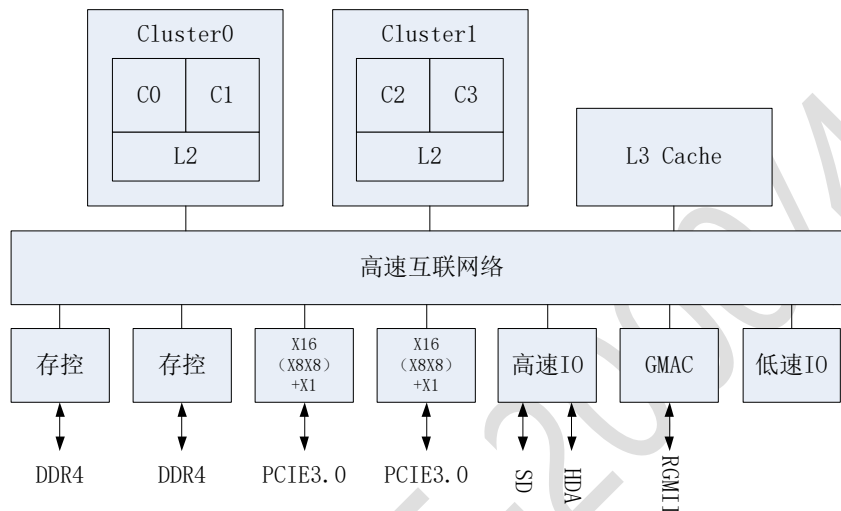 Cluster0
Cluster1
C0
C1
C2
C3
L2
L2
L3 Cache
高速互联网络
存控
存控
X16
(X8X8)
+X1
X16
(X8X8)
+X1
高速IO
GMAC
低速IO
DDR4
DDR4
PCIE3.0
PCIE3.0
SD
HDA
RGMII